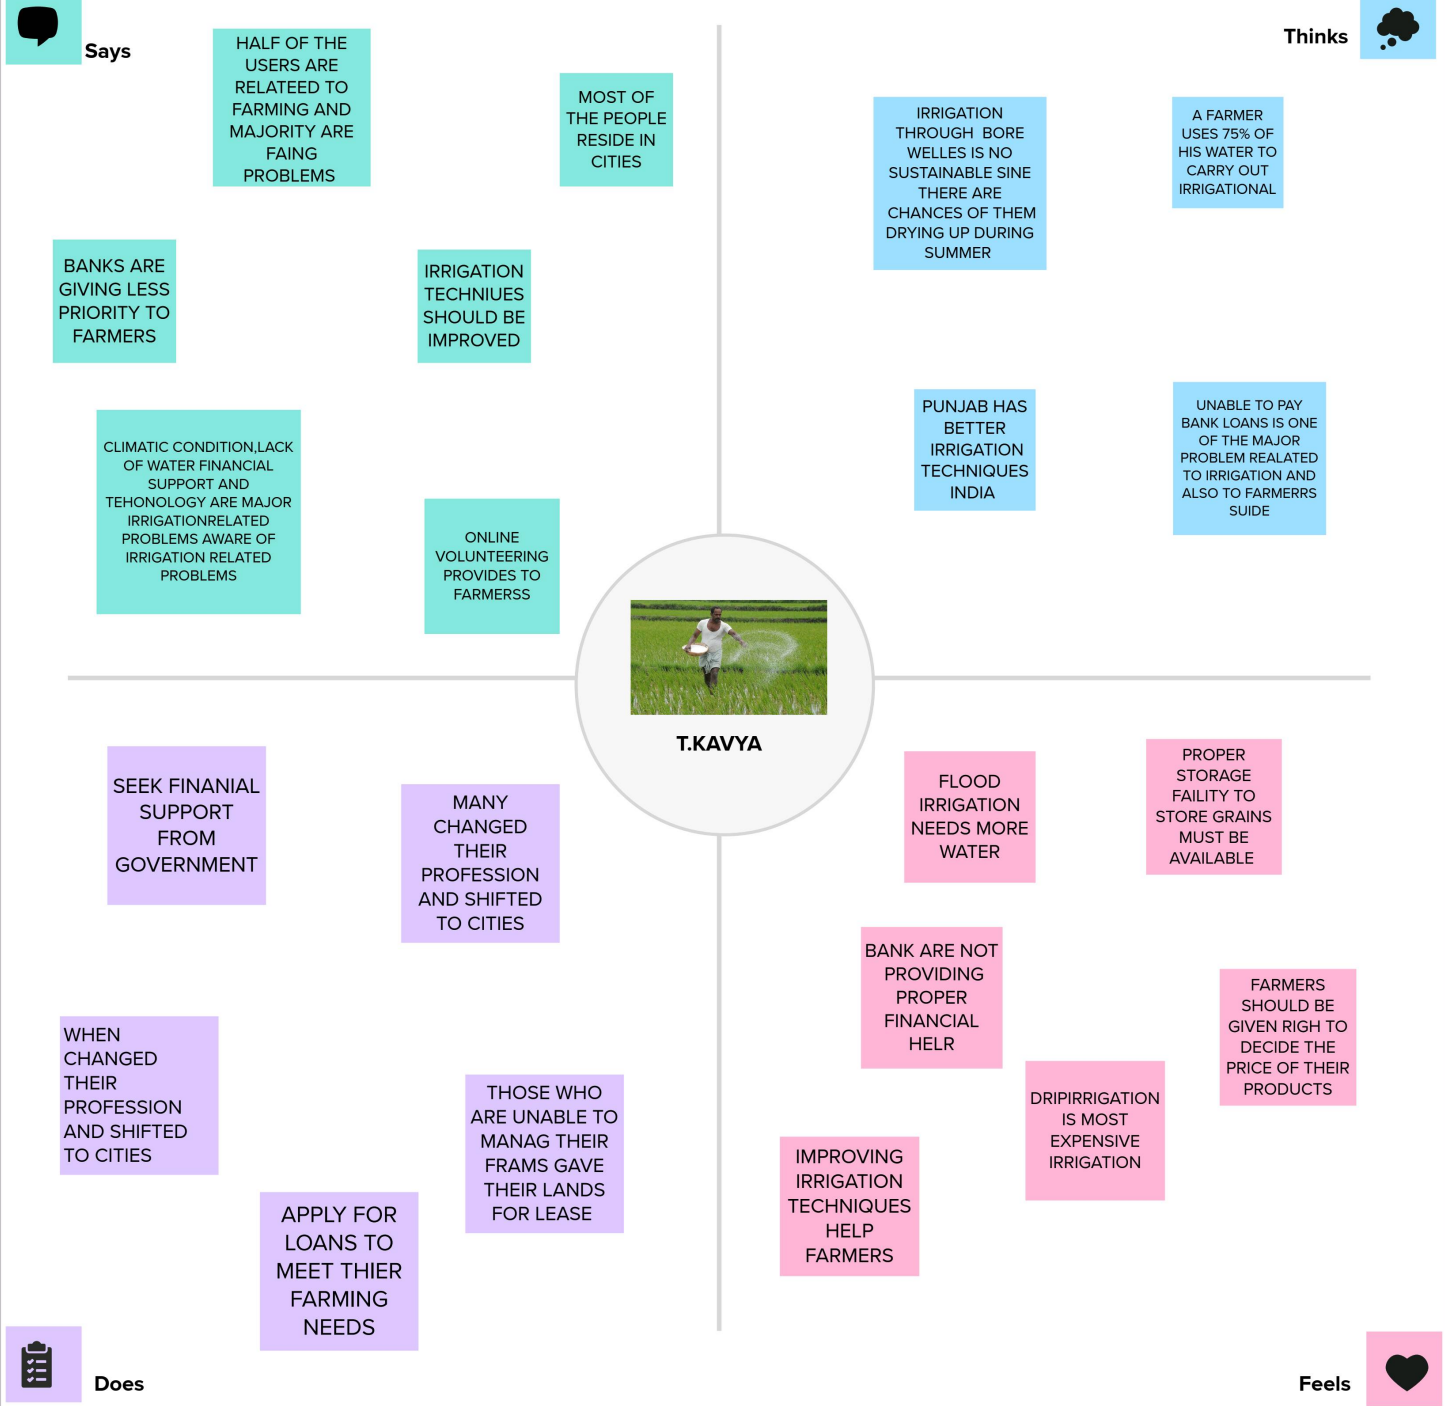 Says
HALF OF THE
USERS ARE
RELATEED TO
FARMING AND
MAJORITY ARE
FAING
PROBLEMS
MOST OF
THE PEOPLE
RESIDE IN
CITIES
BANKS ARE
GIVING LESS
PRIORITY TO
FARMERS
IRRIGATION
TECHNIUES
SHOULD BE
IMPROVED
CLIMATIC CONDITION,LACK
OF WATER FINANCIAL
SUPPORT AND
TEHONOLOGY ARE MAJOR
IRRIGATIONRELATED
PROBLEMS AWARE OF
IRRIGATION RELATED
PROBLEMS
ONLINE
VOLUNTEERING
PROVIDES TO
FARMERSS
Thinks
IRRIGATION
THROUGH BORE
WELLES IS NO
SUSTAINABLE SINE
THERE ARE
CHANCES OF THEM
DRYING UP DURING
SUMMER
A FARMER
USES 75% OF
HIS WATER TO
CARRY OUT
IRRIGATIONAL
PUNJAB HAS
BETTER
IRRIGATION
TECHNIQUES
INDIA
UNABLE TO PAY
BANK LOANS IS ONE
OF THE MAJOR
PROBLEM REALATED
TO IRRIGATION AND
ALSO TO FARMERRS
SUIDE
T.KAVYA
SEEK FINANIAL
SUPPORT
FROM
GOVERNMENT
MANY
CHANGED
THEIR
PROFESSION
AND SHIFTED
TO CITIES
WHEN
CHANGED
THEIR
PROFESSION
AND SHIFTED
TO CITIES
THOSE WHO
ARE UNABLE TO
MANAG THEIR
FRAMS GAVE
THEIR LANDS
FOR LEASE
APPLY FOR
LOANS TO
MEET THIER
FARMING
NEEDS
Does
FLOOD
IRRIGATION
NEEDS MORE
WATER
PROPER
STORAGE
FAILITY TO
STORE GRAINS
MUST BE
AVAILABLE
BANK ARE NOT
PROVIDING
PROPER
FINANCIAL
HELR
FARMERS
SHOULD BE
GIVEN RIGH TO
DECIDE THE
PRICE OF THEIR
PRODUCTS
DRIPIRRIGATION
IS MOST
EXPENSIVE
IRRIGATION
IMPROVING
IRRIGATION
TECHNIQUES
HELP
FARMERS
Feels